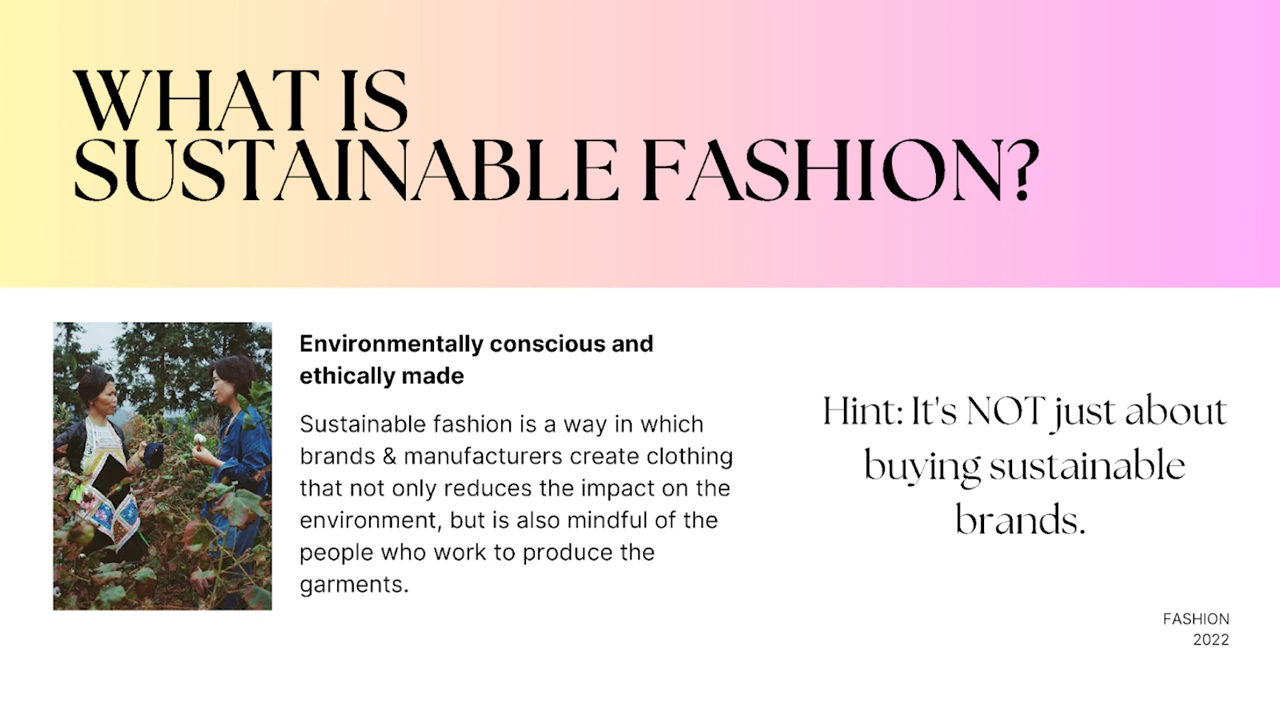 WHAT IS
SUSTAINABLE FASHION?
Environmentally conscious and
ethically made
Sustainable fashion is a way in which
brands & manufacturers create clothing
that not only reduces the impact on the
environment, but is also mindful of the
people who work to produce the
garments.
Hint: It's NOT just about
buying sustainable
brands.
FASHION
2022